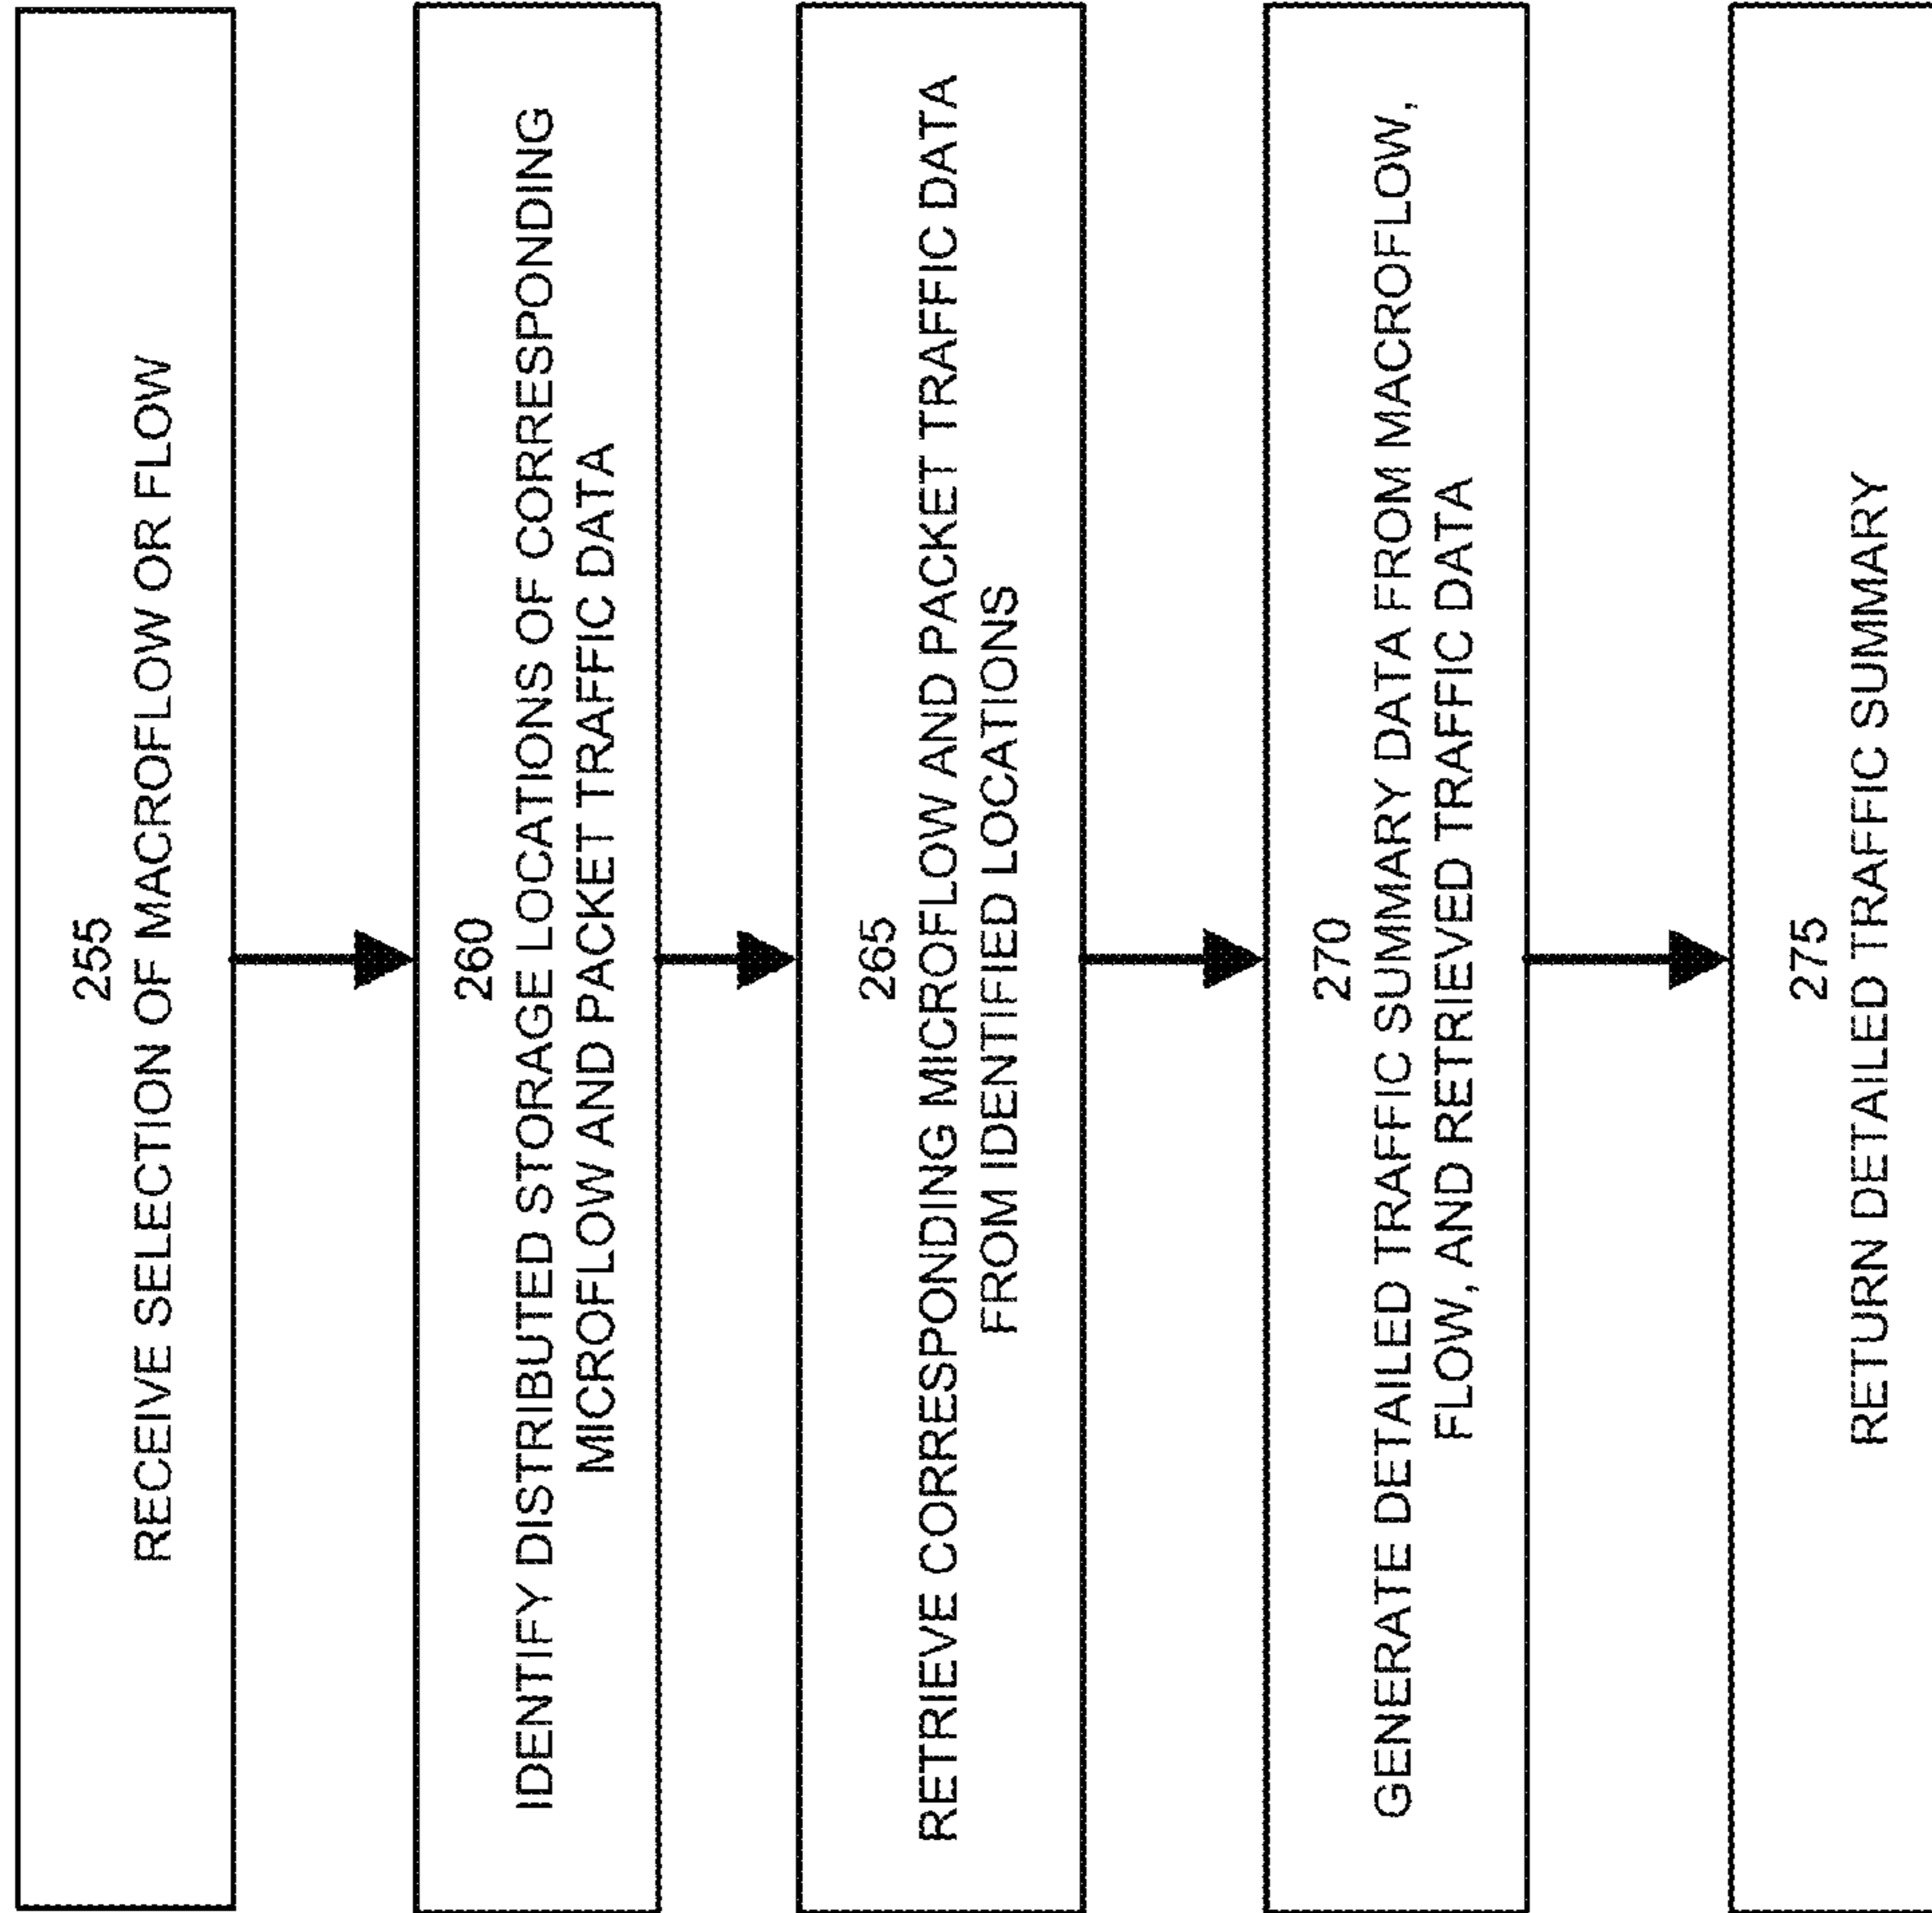 255
RECEIVE SELECTION OF MACROFLOW OR FLOW
260
IDENTIFY DISTRIBUTED STORAGE LOCATIONS OF CORRESPONDING
MICROFLOW AND PACKET TRAFFIC DATA
265
RETRIEVE CORRESPONDING MICROFLOW AND PACKET TRAFFIC DATA
FROM IDENTIFIED LOCATIONS
270
GENERATE DETAILED TRAFFIC SUMMARY DATA FROM MACROFLOW,
FLOW, AND RETRIEVED TRAFFIC DATA
275
RETURN DETAILED TRAFFIC SUMMARY